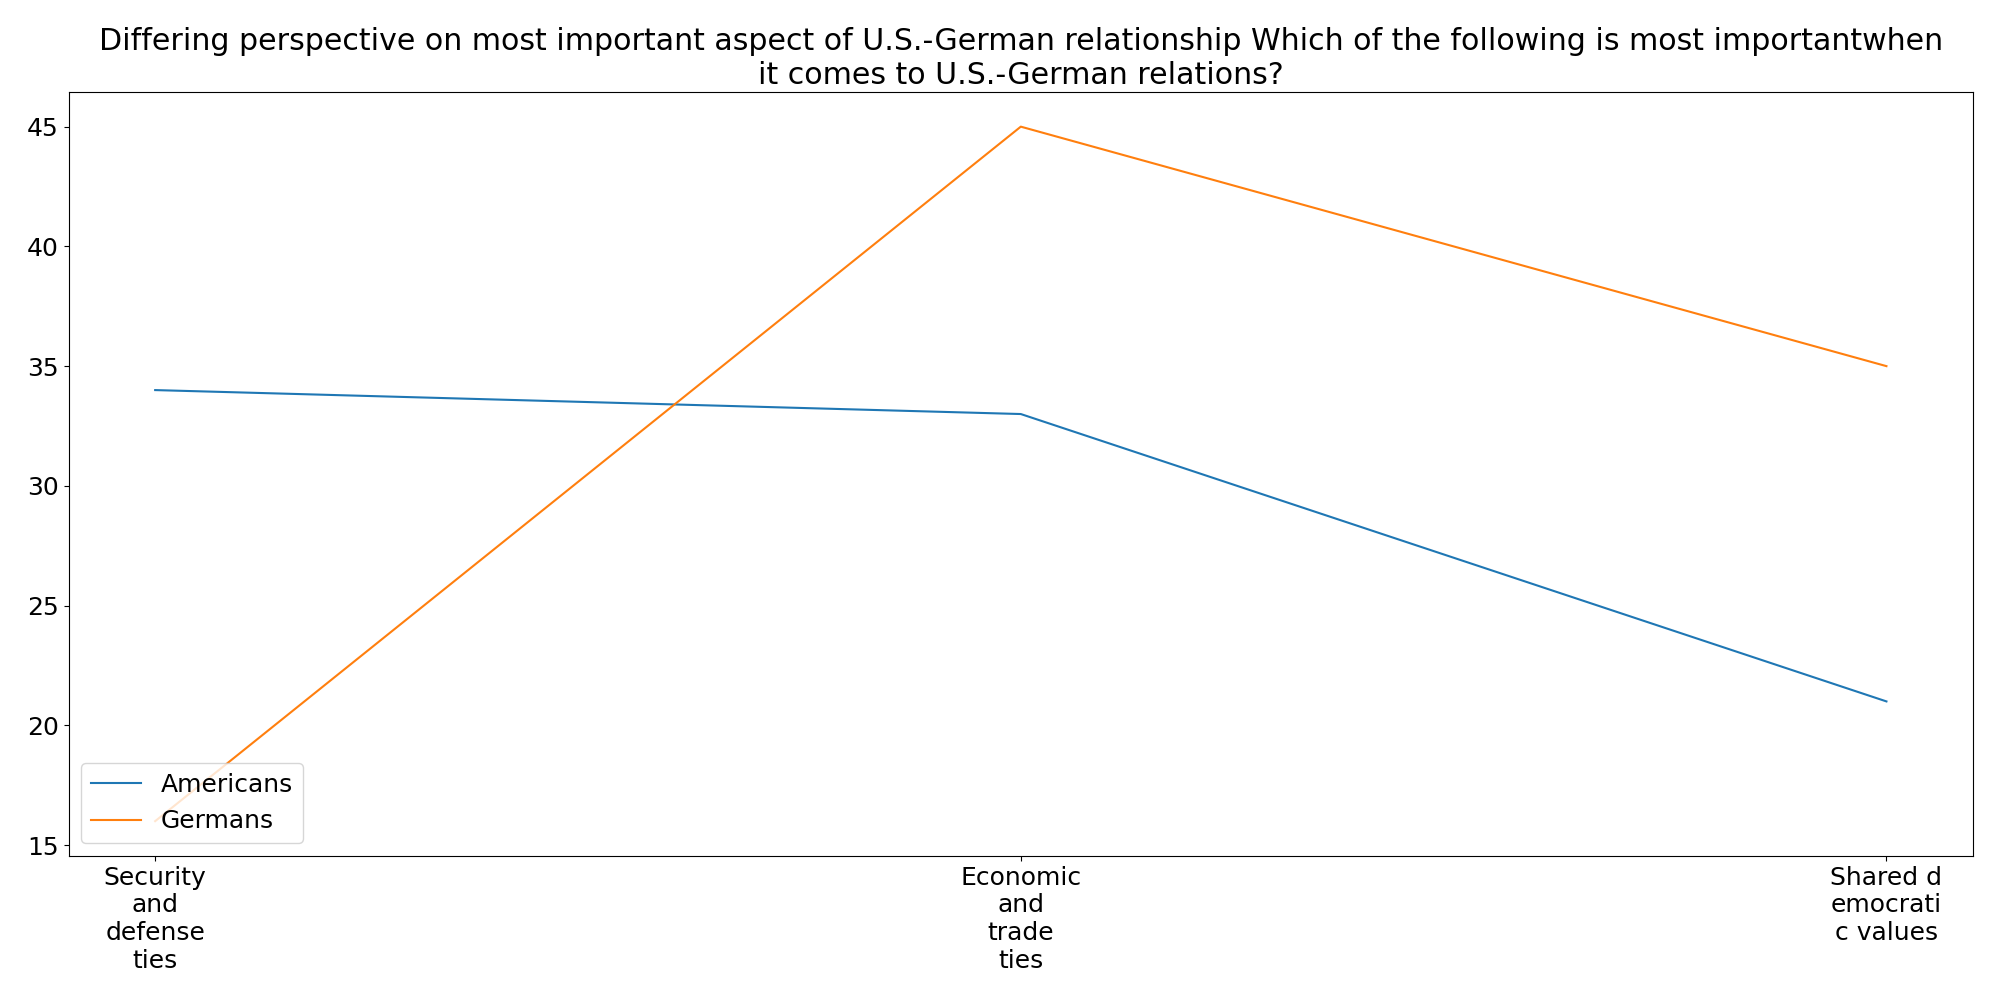 Differing perspective on most important aspect of U.S.-German relationship Which of the following is most importantwhen
it comes to U.S.-German relations?
45
40
35
30
25
20
15
Americans
Germans
Security
and
defense
ties
Economic
and
trade
ties
Shared d
emocrati
c values